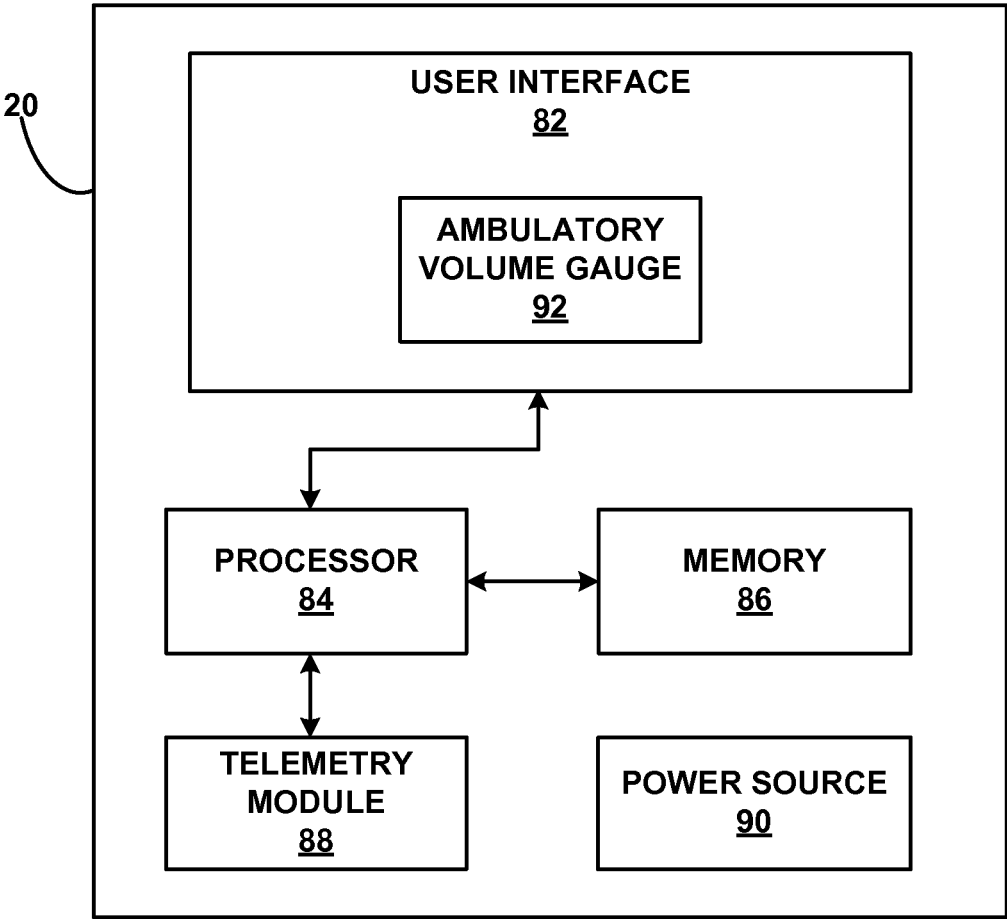 20
USER INTERFACE
82
AMBULATORY
VOLUME GAUGE
92
PROCESSOR
84
MEMORY
86
TELEMETRY
MODULE
88
POWER SOURCE
90